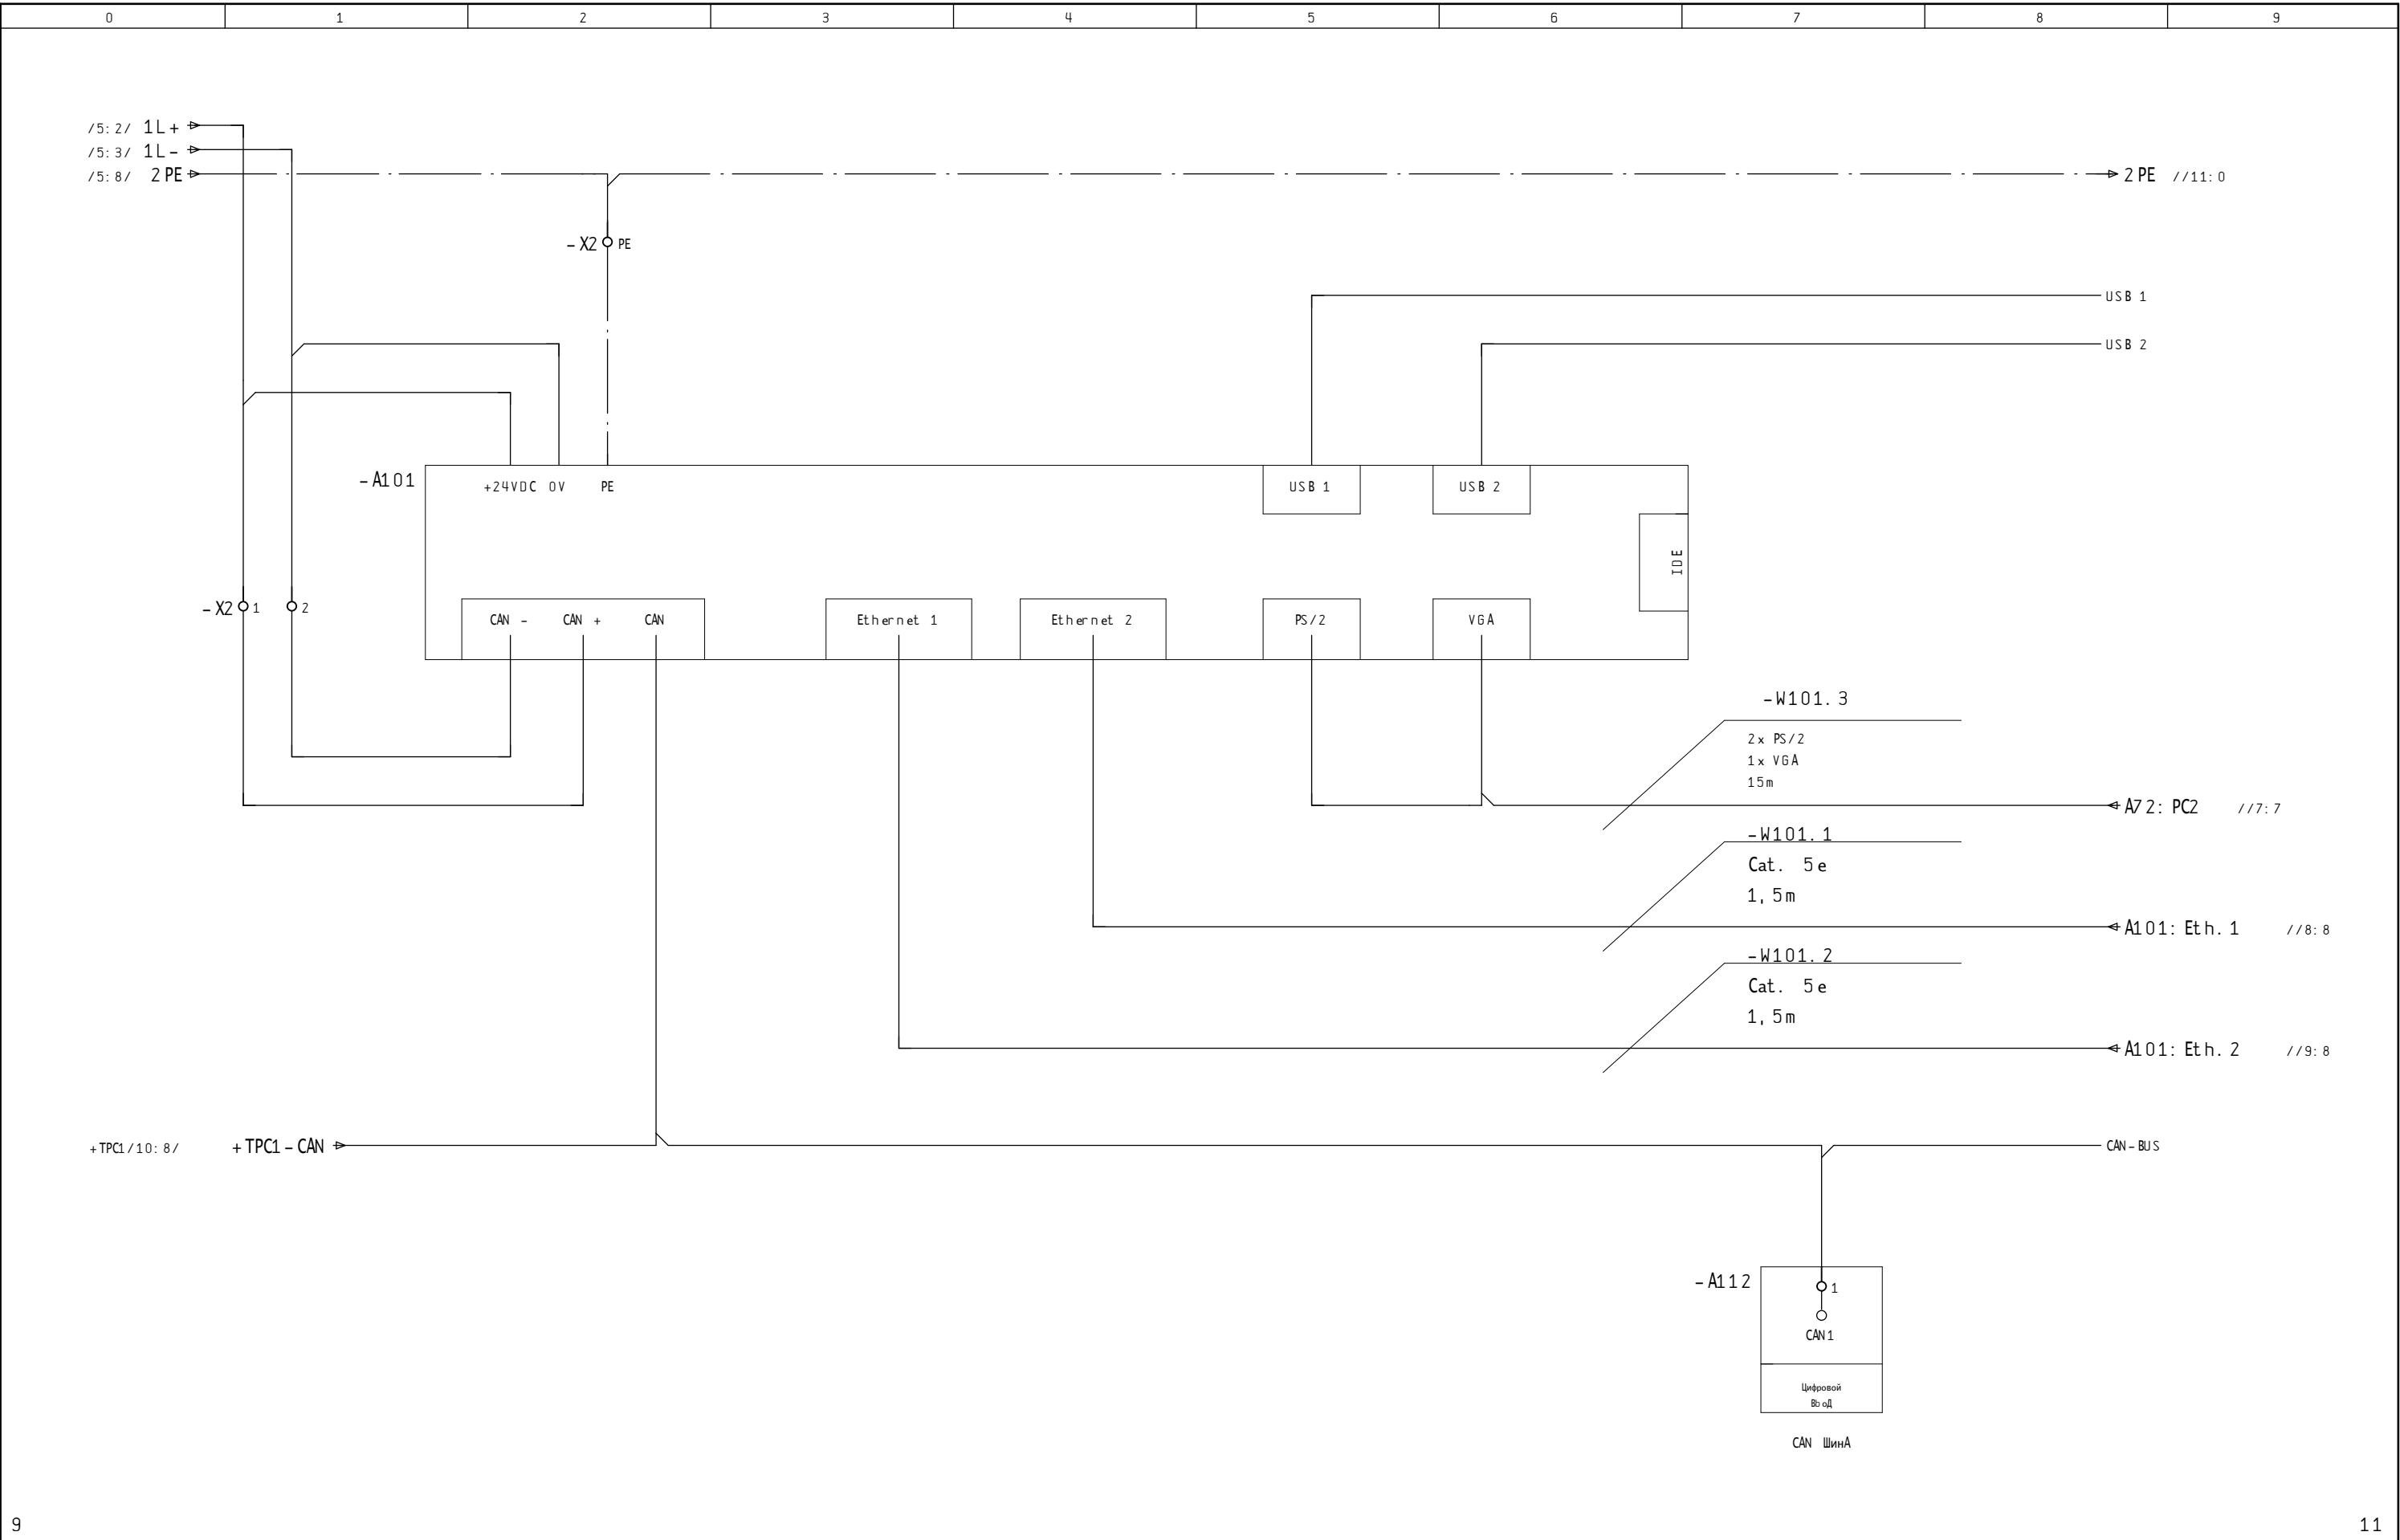 0 1 2 3 4 5 6 7 8 9
/5:2/ 1L+
/5:3/ 1L-
/5:8/ 2PE
2PE //11:0
-X2 PE
USB 1
USB 2
-A101
+24VDC 0V PE
USB 1
USB 2
IDE
-X2 1 2
CAN - CAN + CAN
Ethernet 1
Ethernet 2
PS/2
VGA
-W101.3
2x PS/2
1x VGA
15m
A72:PC2 //7:7
-W101.1
Cat. 5e
1,5m
A101:Eth.1 //8:8
-W101.2
Cat. 5e
1,5m
A101:Eth.2 //9:8
+TPC1/10:8/ +TPC1-CAN
CAN-BUS
-A112
1
CAN1
Цифровой
ВЬоД
CAN ШинА
9 11